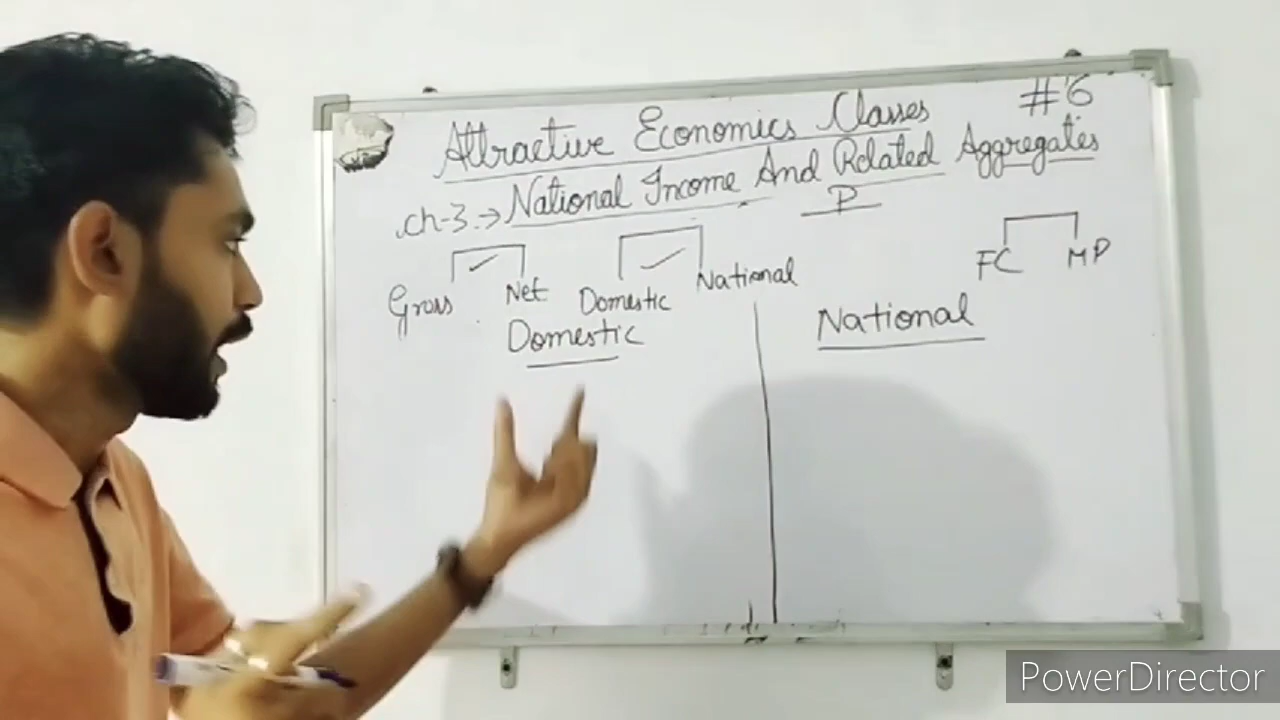 Attractive Economics Classes #6
Ch-3 :→ National Income And Related Aggregates
P
Gross Net Domestic National FC MP
Domestic National
PowerDirector